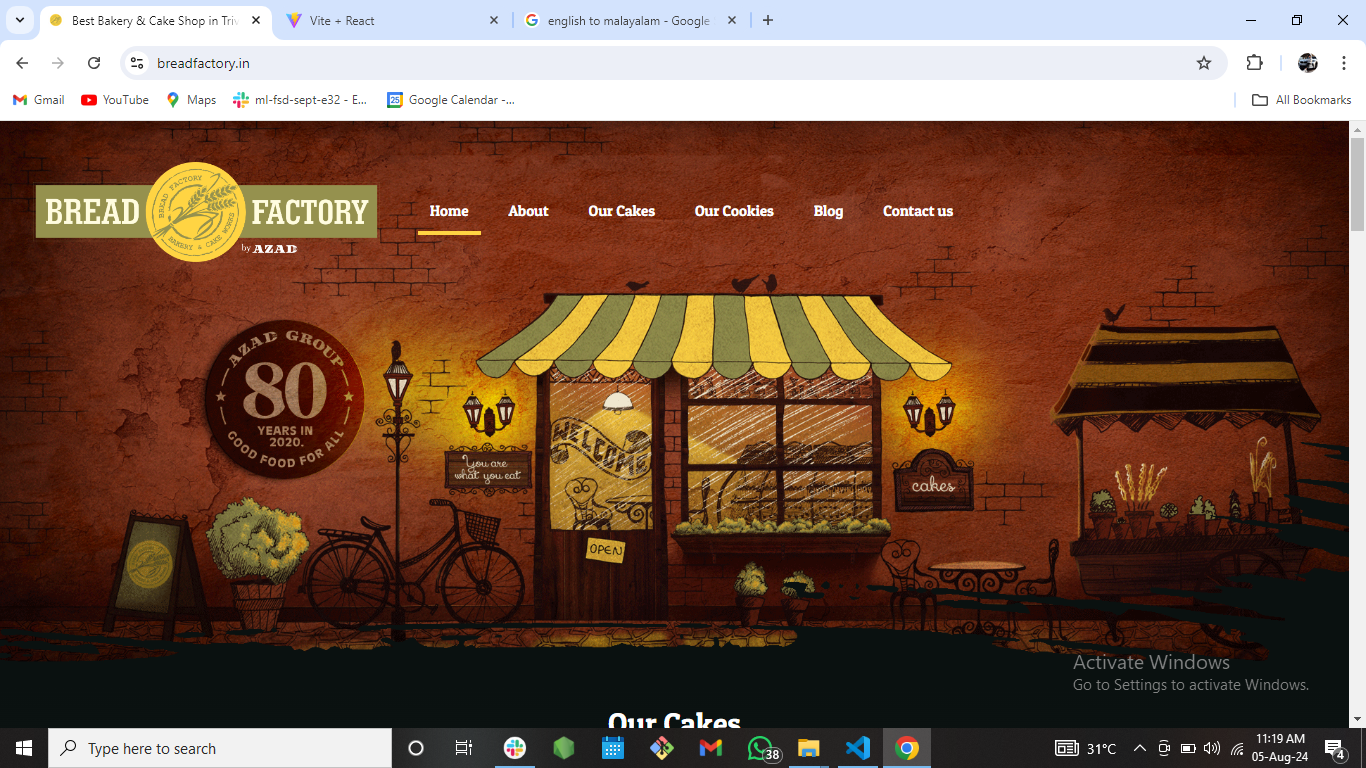 Best Bakery & Cake Shop in Triv
Vite + React
english to malayalam - Google
breadfactory.in
Gmail
YouTube
Maps
ml-fsd-sept-e32 - E...
Google Calendar -...
All Bookmarks
BREAD FACTORY
BREAD FACTORY
BAKERY & CAKE WORKS
by AZAD
Home
About
Our Cakes
Our Cookies
Blog
Contact us
AZAD GROUP
80
YEARS IN
2020.
GOOD FOOD FOR ALL
You are
what you eat
WELCOME
OPEN
cakes
Activate Windows
Go to Settings to activate Windows.
Our Cakes
Type here to search
38
31°C
11:19 AM
05-Aug-24
4